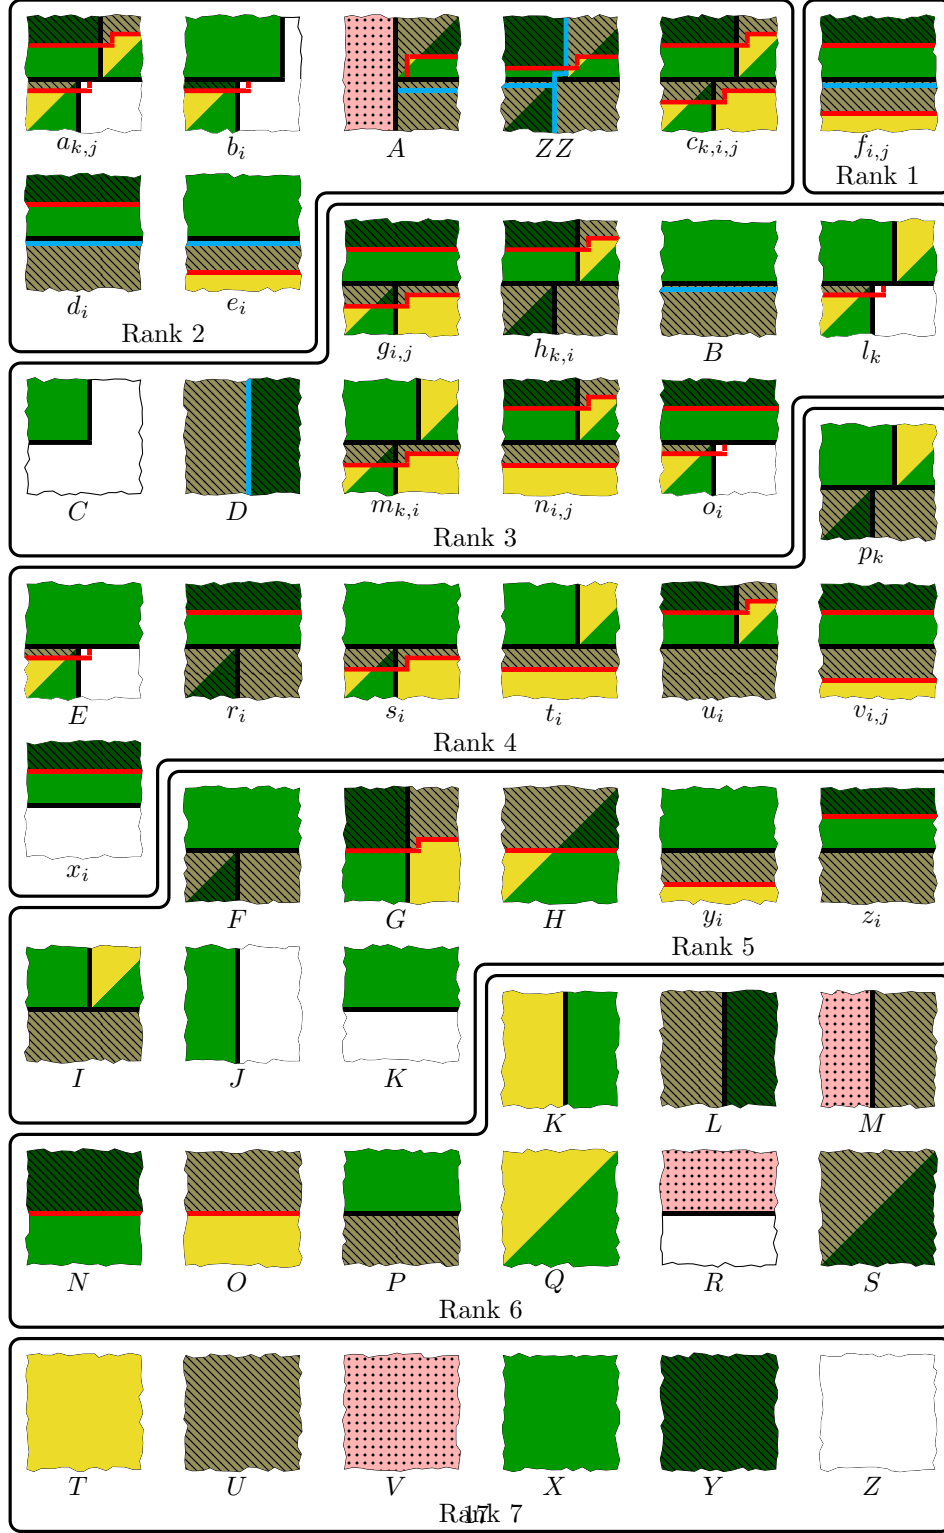 a_{k,j} b_i A ZZ c_{k,i,j} f_{i,j}
Rank 1
d_i e_i
Rank 2
g_{i,j} h_{k,i} B l_k
C D m_{k,i} n_{i,j} o_i
Rank 3
p_k
E r_i s_i t_i u_i v_{i,j}
Rank 4
x_i
F G H y_i z_i
Rank 5
I J K
K L M
N O P Q R S
Rank 6
T U V X Y Z
Rank 7
17